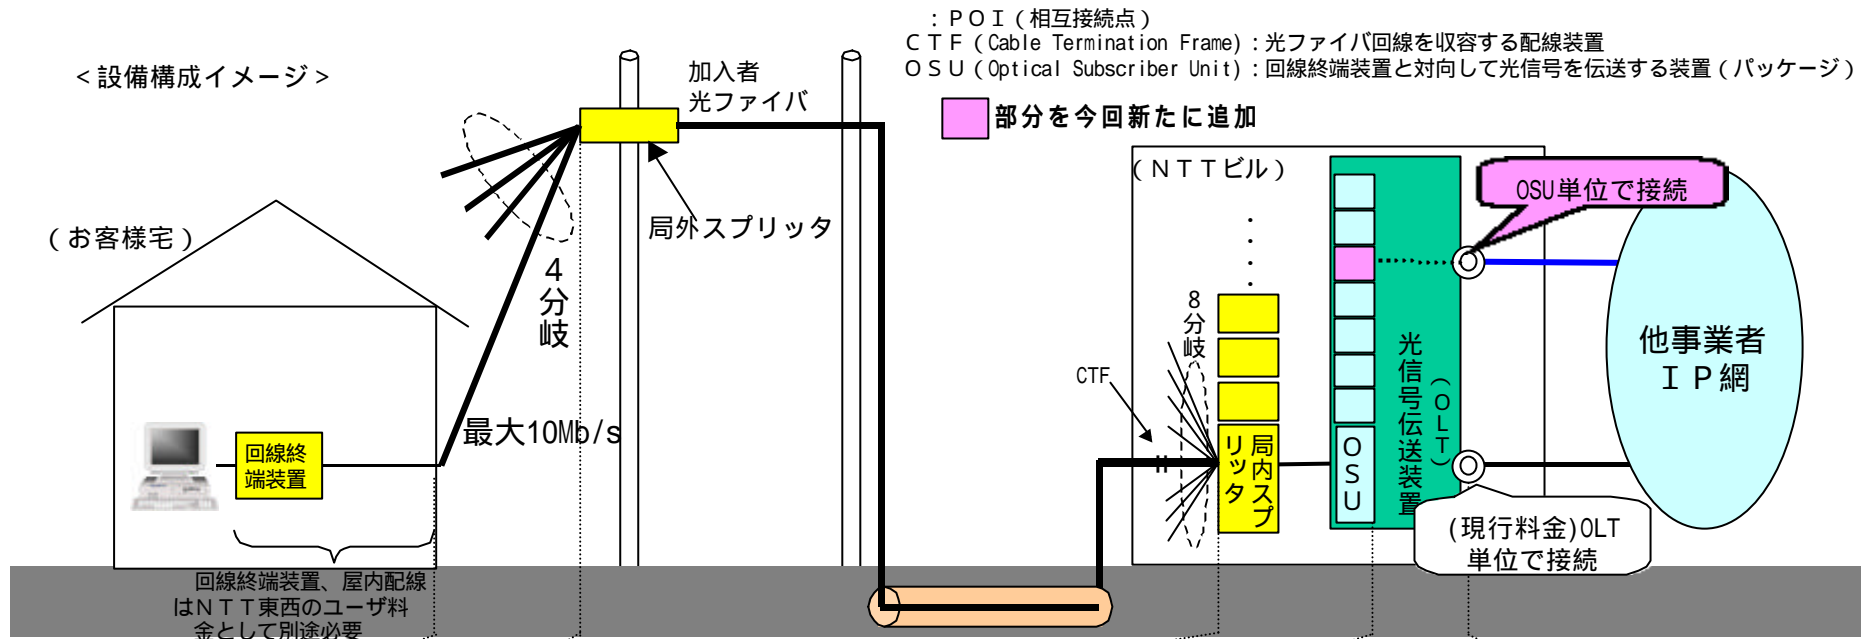 ：ＰＯＩ（相互接続点）
ＣＴＦ（Cable Termination Frame）：光ファイバ回線を収容する配線装置
ＯＳＵ（Optical Subscriber Unit）：回線終端装置と対向して光信号を伝送する装置（パッケージ）
＜設備構成イメージ＞
加入者
光ファイバ
部分を今回新たに追加
（ＮＴＴビル）
OSU単位で接続
局外スプリッタ
（お客様宅）
４分岐
８分岐
・・・・
他事業者
ＩＰ網
光信号伝送装置
（ＯＬＴ）
CTF
最大10Mb/s
回線終
端装置
局内スプ
リッタ
ＯＳＵ
(現行料金)OLT
単位で接続
回線終端装置、屋内配線
はＮＴＴ東西のユーザ料
金として別途必要